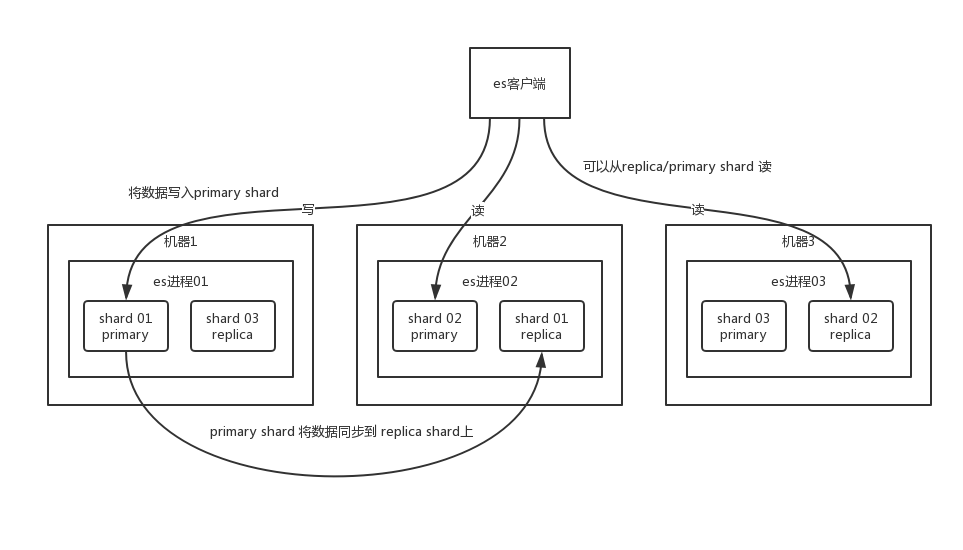 es客户端
可以从replica/primary shard 读
将数据写入primary shard
写
读
读
机器1
机器2
机器3
es进程01
es进程02
es进程03
shard 01
primary
shard 03
replica
shard 02
primary
shard 01
replica
shard 03
primary
shard 02
replica
primary shard 将数据同步到 replica shard上